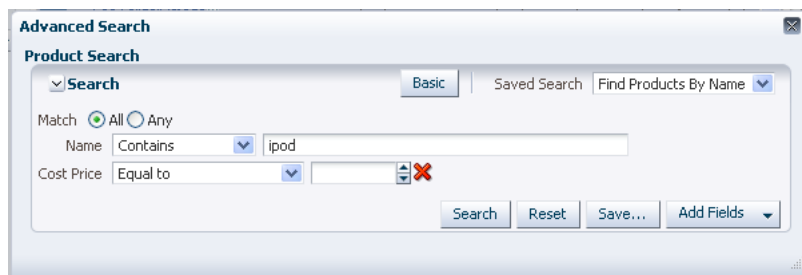 Advanced Search
Product Search
Search Basic Saved Search Find Products By Name
Match All Any
Name Contains ipod
Cost Price Equal to
Search Reset Save... Add Fields